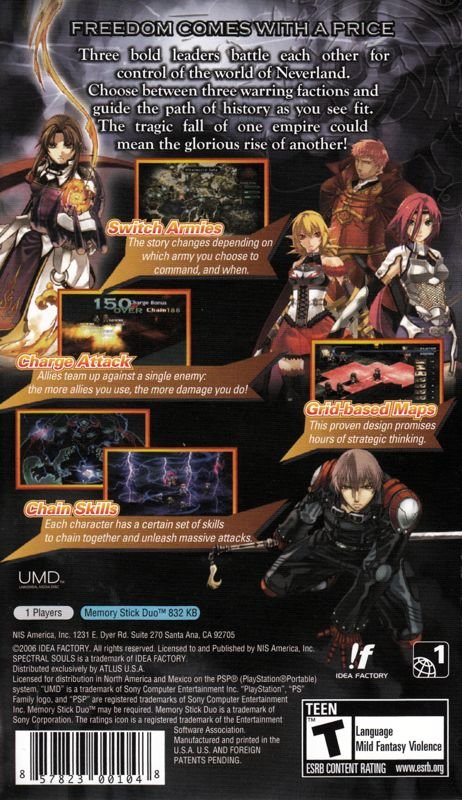 FREEDOM COMES WITH A PRICE
Three bold leaders battle each other for
control of the world of Neverland.
Choose between three warring factions and
guide the path of history as you see fit.
The tragic fall of one empire could
mean the glorious rise of another!
Switch Armies
The story changes depending on
which army you choose to
command, and when.
150 Charge Bonus
OVER Chain188
Charge Attack
Allies team up against a single enemy:
the more allies you use, the more damage you do!
Grid-based Maps
This proven design promises
hours of strategic thinking.
Chain Skills
Each character has a certain set of skills
to chain together and unleash massive attacks.
UMD™
UNIVERSAL MEDIA DISC
1 Players
Memory Stick Duo™ 832 KB
NIS America, Inc. 1231 E. Dyer Rd. Suite 270 Santa Ana, CA 92705
©2006 IDEA FACTORY. All rights reserved. Licensed to and Published by NIS America, Inc.
SPECTRAL SOULS is a trademark of IDEA FACTORY.
Distributed exclusively by ATLUS U.S.A.
Licensed for distribution in North America and Mexico on the PSP® (PlayStation®Portable)
system. "UMD" is a trademark of Sony Computer Entertainment Inc. "PlayStation", "PS"
Family logo, and "PSP" are registered trademarks of Sony Computer Entertainment
Inc. Memory Stick Duo™ may be required. Memory Stick Duo is a trademark of
Sony Corporation. The ratings icon is a registered trademark of the Entertainment
Software Association.
Manufactured and printed in the
U.S.A. U.S. AND FOREIGN
PATENTS PENDING.
!f
IDEA FACTORY
1
TEEN
T
Language
Mild Fantasy Violence
ESRB CONTENT RATING www.esrb.org
8 57823 00104 8